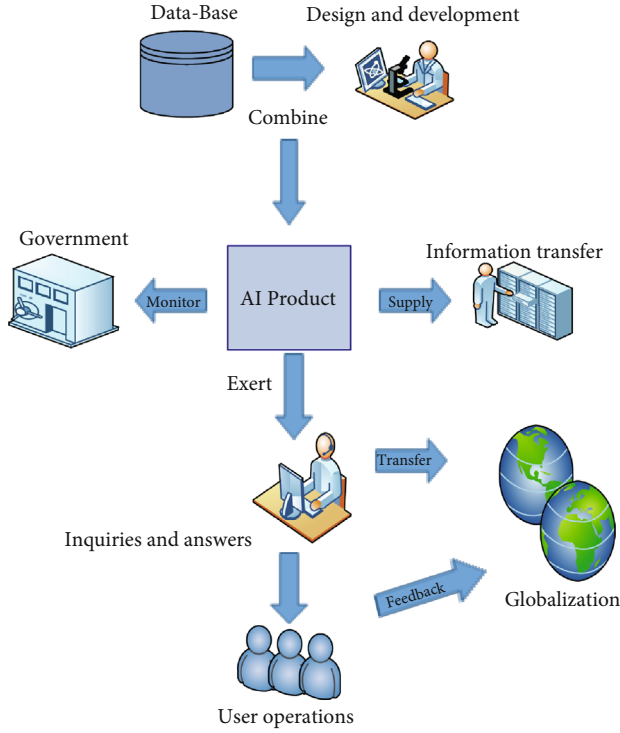 Data-Base
Design and development
Combine
Government
Information transfer
Monitor
AI Product
Supply
Exert
Transfer
Inquiries and answers
Feedback
Globalization
User operations